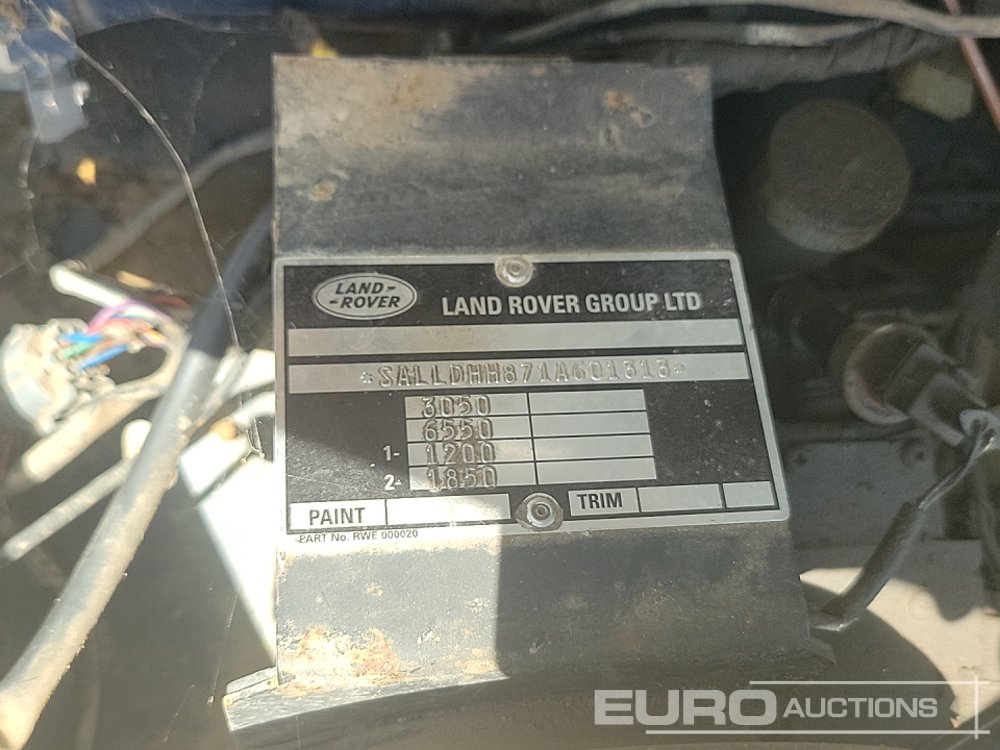 LAND-
-ROVER
LAND ROVER GROUP LTD
*SALLDHH871A601313*
3050
6550
1- 1200
2- 1850
PAINT TRIM
PART No. RWE 000020
EURO AUCTIONS